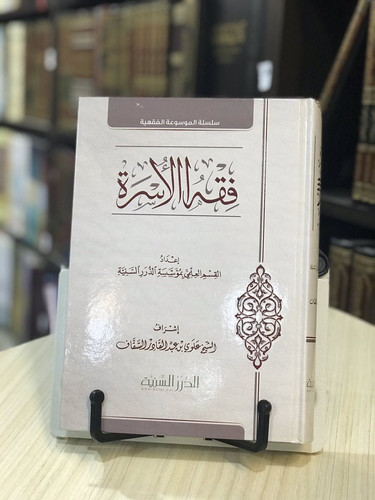 سلسلة الموسوعة الفقهية
فقه الأسرة
إعداد
القسم العلمي بمؤسسة الدرر السنية
إشراف
الشيخ علوي بن عبد القادر السقاف
الدرر السنية